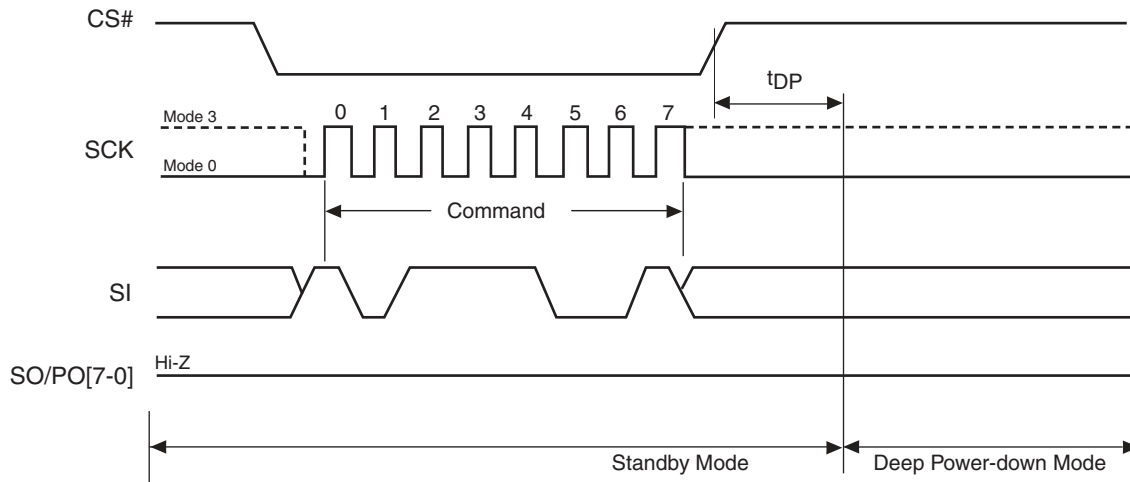 CS#
tDP
Mode 3
0 1 2 3 4 5 6 7
SCK
Mode 0
Command
SI
Hi-Z
SO/PO[7-0]
Standby Mode
Deep Power-down Mode